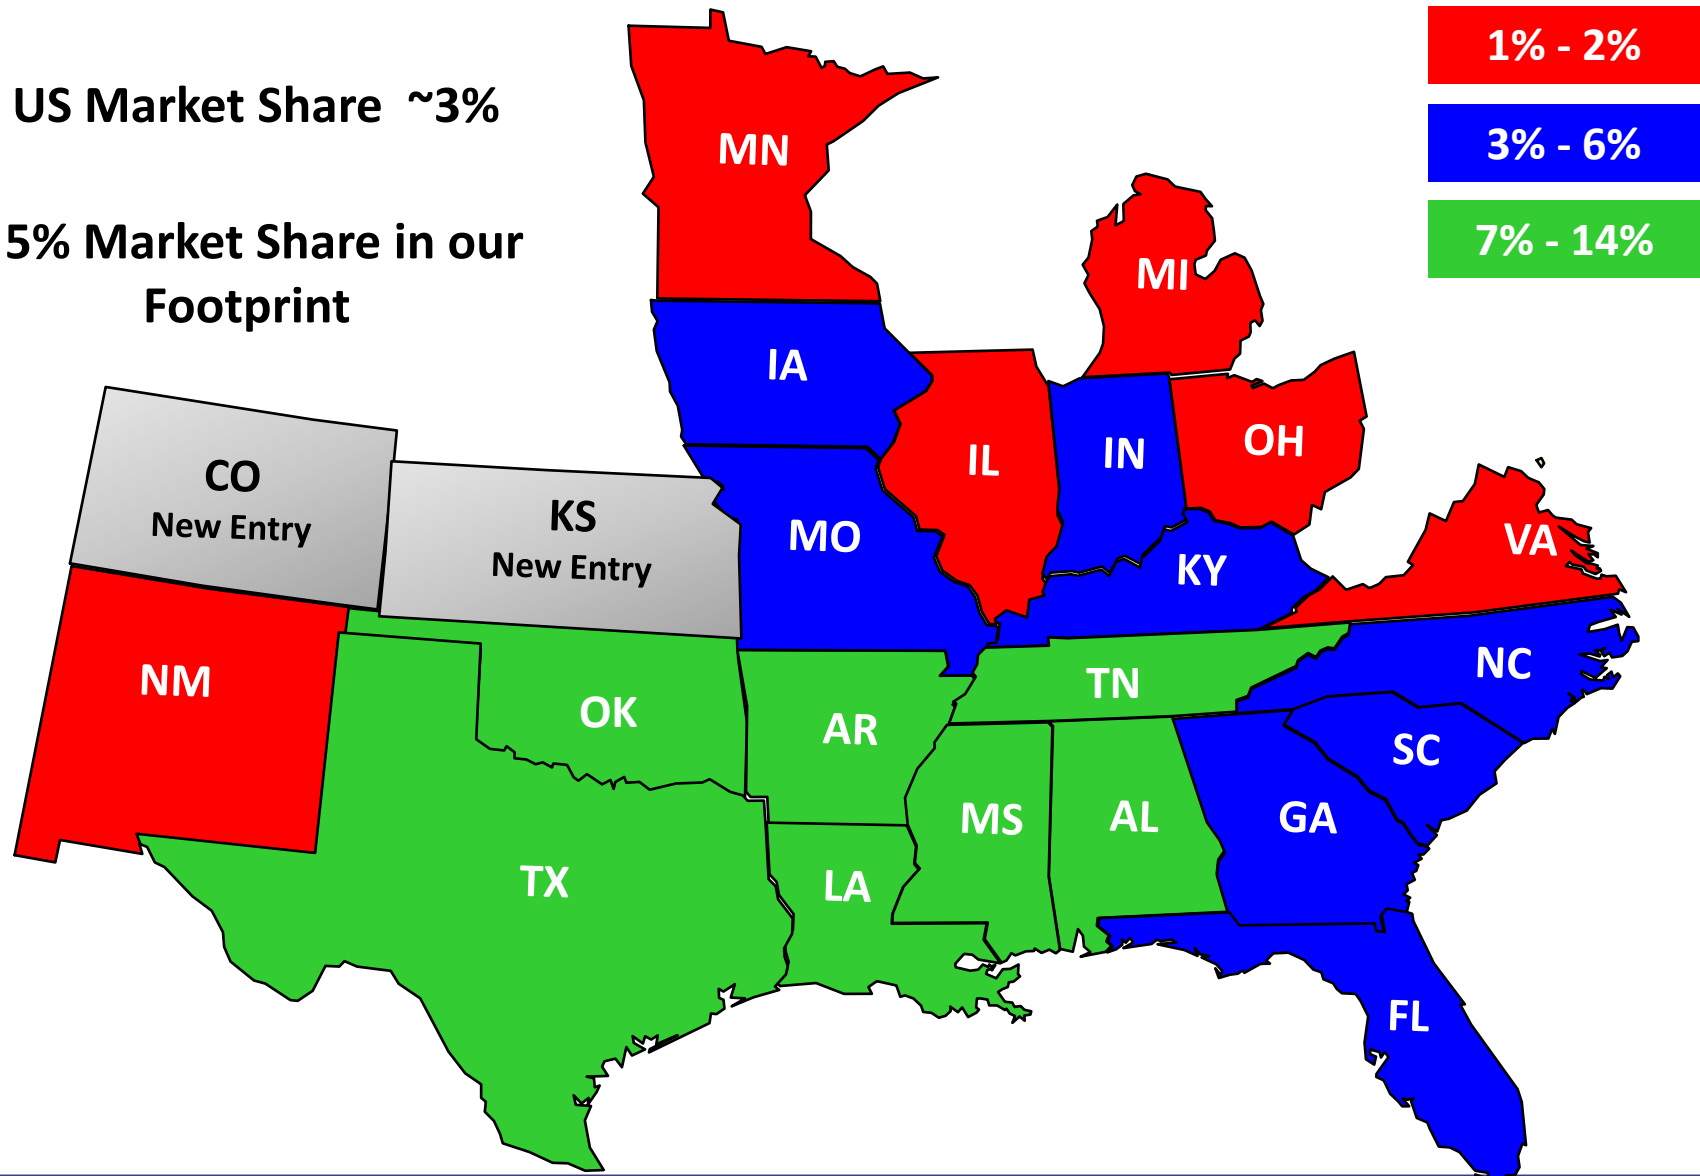 US Market Share ~3%
5% Market Share in our
Footprint
1% - 2%
3% - 6%
7% - 14%
MN
MI
IA
IL
IN
OH
CO
New Entry
KS
New Entry
MO
KY
VA
NM
OK
AR
TN
NC
SC
TX
LA
MS
AL
GA
FL